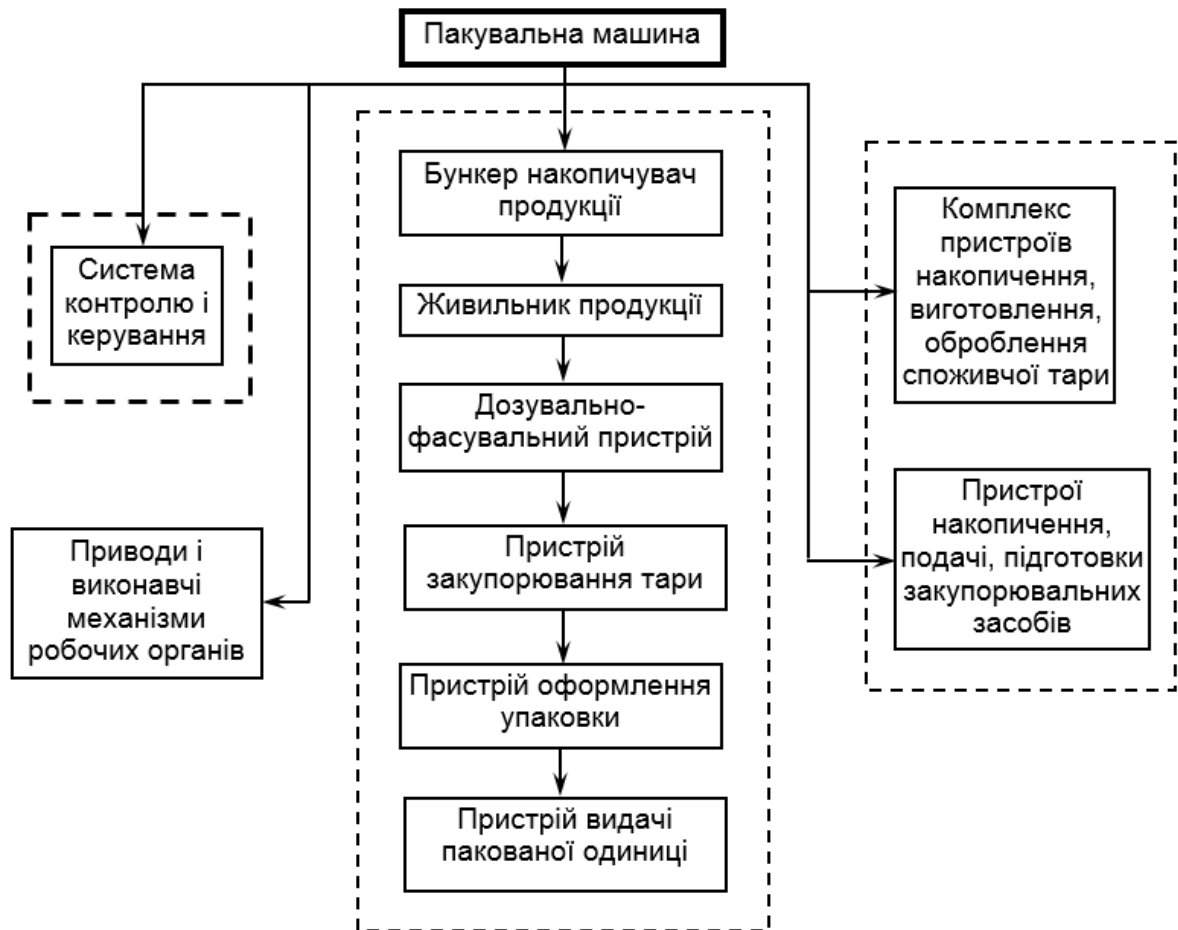 Пакувальна машина
Бункер накопичувач
продукції
Живильник продукції
Дозувально-
фасувальний пристрій
Пристрій
закупорювання тари
Пристрій оформлення
упаковки
Пристрій видачі
пакованої одиниці
Система
контролю і
керування
Приводи і
виконавчі
механізми
робочих органів
Комплекс
пристроїв
накопичення,
виготовлення,
оброблення
споживчої тари
Пристрої
накопичення,
подачі, підготовки
закупорювальних
засобів